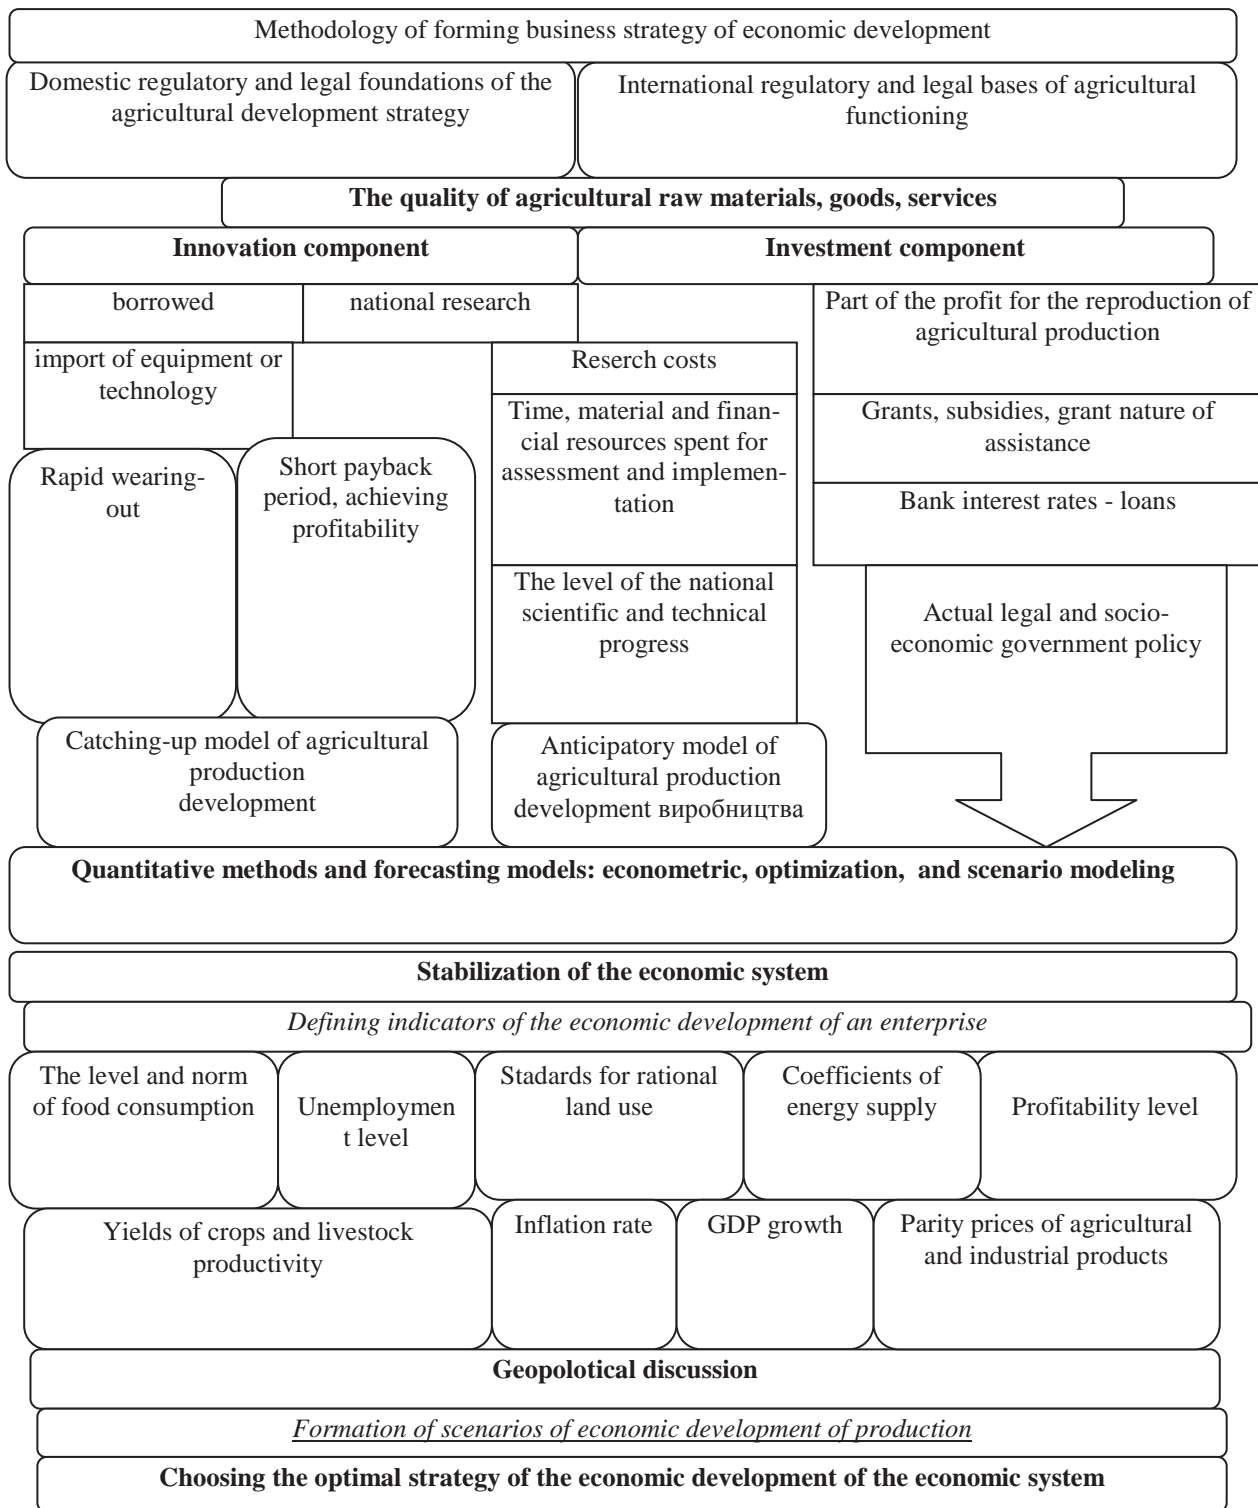 Methodology of forming business strategy of economic development
Domestic regulatory and legal foundations of the
agricultural development strategy
International regulatory and legal bases of agricultural
functioning
The quality of agricultural raw materials, goods, services
Innovation component
Investment component
borrowed
national research
Part of the profit for the reproduction of
agricultural production
import of equipment or
technology
Reserch costs
Time, material and finan-
cial resources spent for
assessment and implemen-
tation
Grants, subsidies, grant nature of
assistance
Bank interest rates - loans
Rapid wearing-
out
Short payback
period, achieving
profitability
The level of the national
scientific and technical
progress
Actual legal and socio-
economic government policy
Catching-up model of agricultural
production
development
Anticipatory model of
agricultural production
development виробництва
Quantitative methods and forecasting models: econometric, optimization, and scenario modeling
Stabilization of the economic system
Defining indicators of the economic development of an enterprise
The level and norm
of food consumption
Unemploymen
t level
Stadards for rational
land use
Coefficients of
energy supply
Profitability level
Yields of crops and livestock
productivity
Inflation rate
GDP growth
Parity prices of agricultural
and industrial products
Geopolotical discussion
Formation of scenarios of economic development of production
Choosing the optimal strategy of the economic development of the economic system